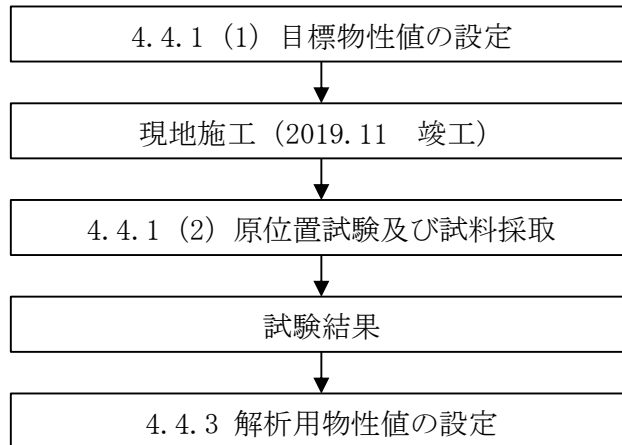 4.4.1 (1) 目標物性値の設定
現地施工 (2019.11　竣工)
4.4.1 (2) 原位置試験及び試料採取
試験結果
4.4.3 解析用物性値の設定